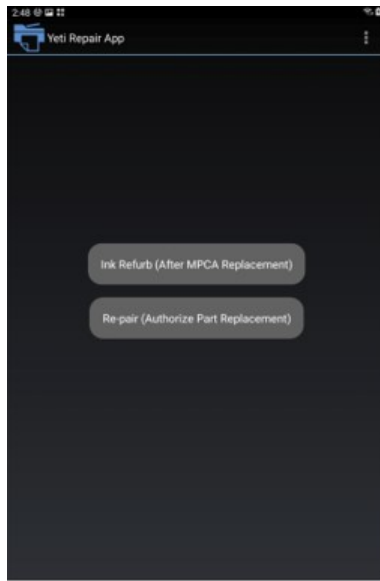 2:48
Yeti Repair App
Ink Refurb (After MPCA Replacement)
Re-pair (Authorize Part Replacement)